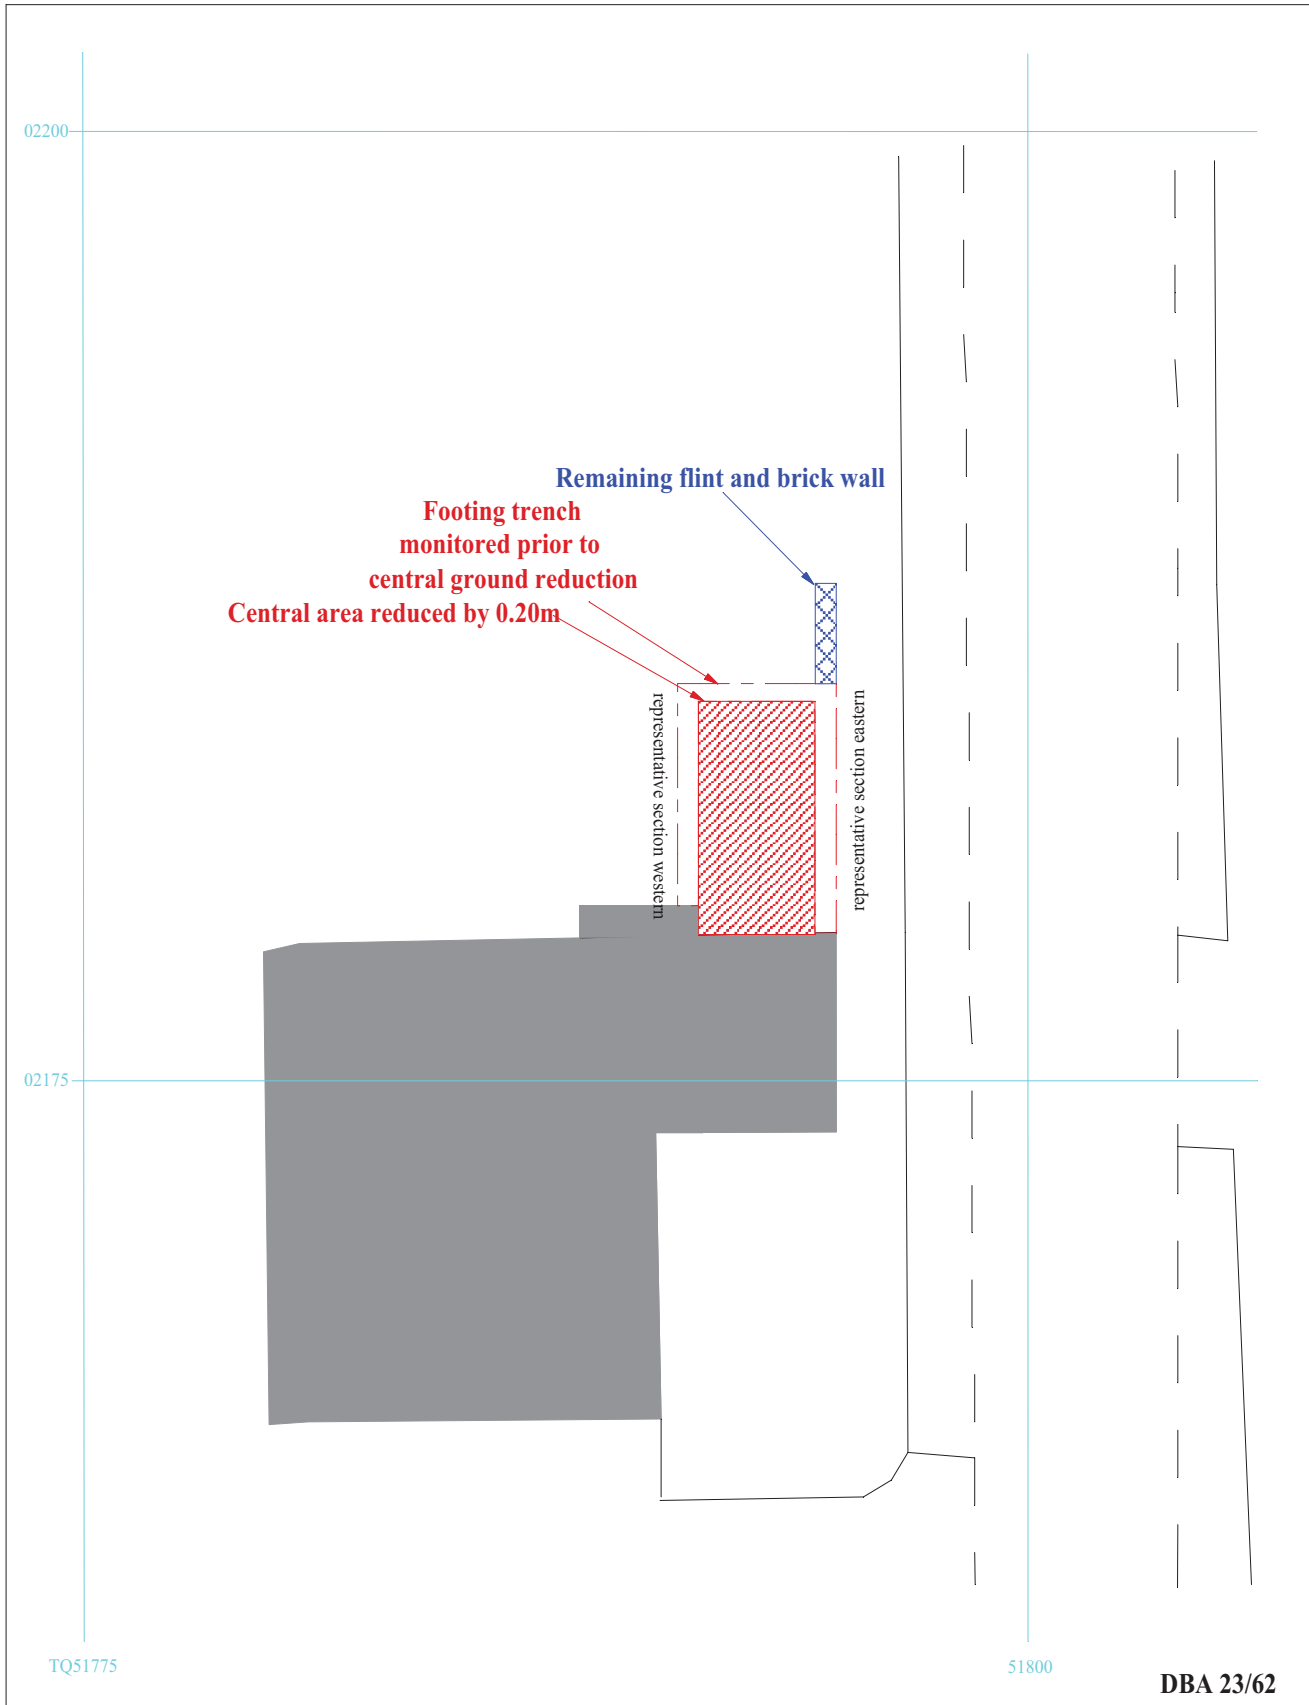 02200
Remaining flint and brick wall
Footing trench
monitored prior to
central ground reduction
Central area reduced by 0.20m
representative section western
representative section eastern
02175
TQ51775
51800
DBA 23/62